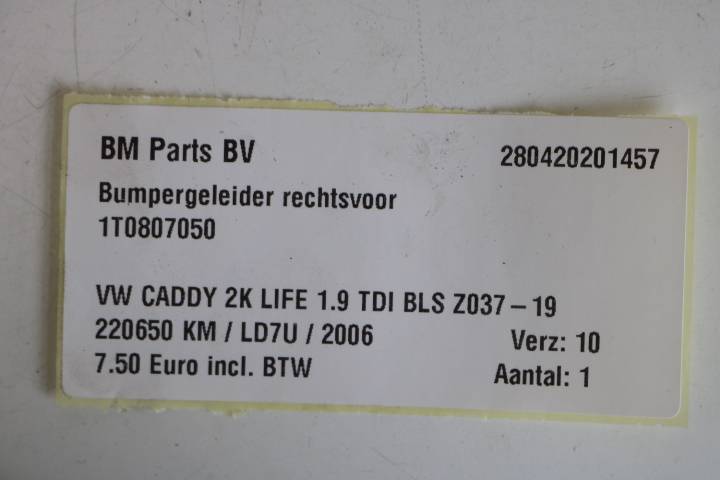 BM Parts BV 280420201457
Bumpergeleider rechtsvoor
1T0807050
VW CADDY 2K LIFE 1.9 TDI BLS Z037-19
220650 KM / LD7U / 2006 Verz: 10
7.50 Euro incl. BTW Aantal: 1